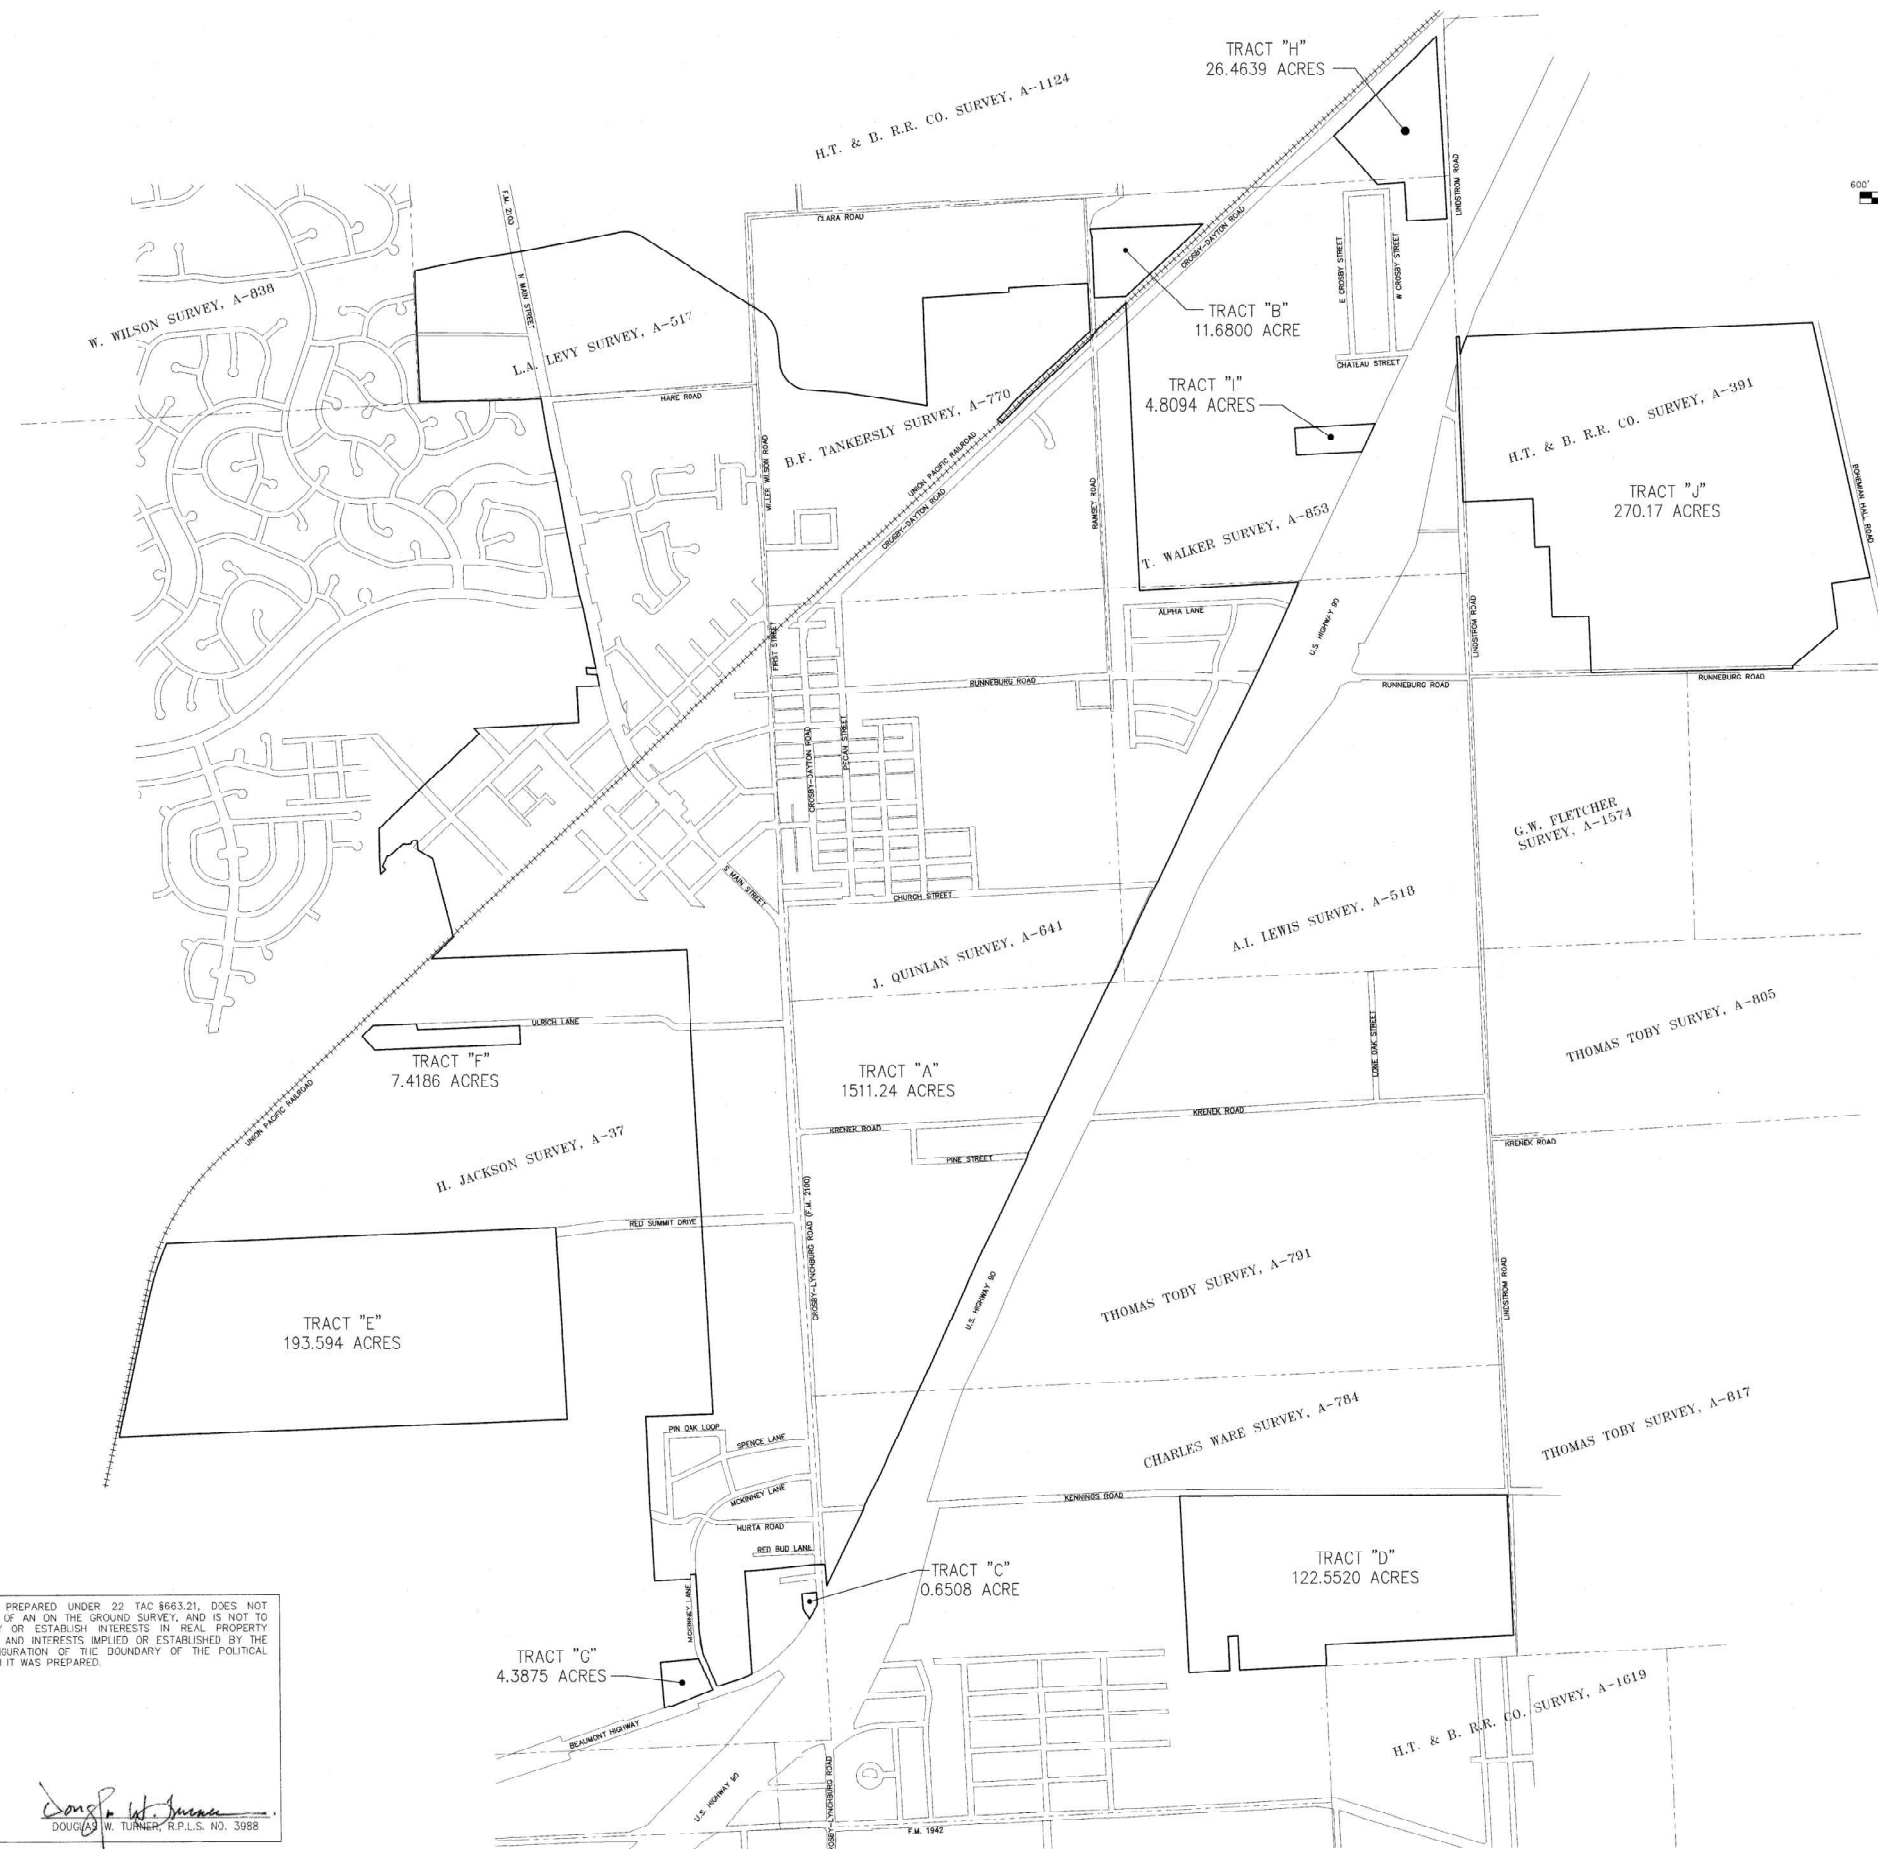 TRACT "H"
26.4639 ACRES
H.T. & B. R.R. CO. SURVEY, A-1124
600'
LINDSTROM ROAD
F.M. 2100
CLARA ROAD
CROSBY-DAYTON ROAD
E CROSBY STREET
W CROSBY STREET
W. WILSON SURVEY, A-838
N MAIN STREET
TRACT "B"
11.6800 ACRE
L.A. LEVY SURVEY, A-517
CHATEAU STREET
HARE ROAD
TRACT "I"
4.8094 ACRES
H.T. & B. R.R. CO. SURVEY, A-391
B.F. TANKERSLY SURVEY, A-770
MILLER WILSON ROAD
UNION PACIFIC RAILROAD
CROSBY-DAYTON ROAD
RAMSEY ROAD
TRACT "J"
270.17 ACRES
BOHEMIAN HALL ROAD
T. WALKER SURVEY, A-853
ALPHA LANE
U.S. HIGHWAY 90
LINDSTROM ROAD
FIRST STREET
RUNNEBURG ROAD
RUNNEBURG ROAD
RUNNEBURG ROAD
CROSBY-DAYTON ROAD
PECAN STREET
G.W. FLETCHER
SURVEY, A-1574
S MAIN STREET
CHURCH STREET
A.I. LEWIS SURVEY, A-518
J. QUINLAN SURVEY, A-641
THOMAS TOBY SURVEY, A-805
ULRICH LANE
LONE OAK STREET
TRACT "F"
7.4186 ACRES
TRACT "A"
1511.24 ACRES
UNION PACIFIC RAILROAD
KRENEK ROAD
KRENEK ROAD
KRENEK ROAD
PINE STREET
H. JACKSON SURVEY, A-37
CROSBY-LYNCHBURG ROAD (F.M. 2100)
RED SUMMIT DRIVE
THOMAS TOBY SURVEY, A-791
U.S. HIGHWAY 90
LINDSTROM ROAD
TRACT "E"
193.594 ACRES
CHARLES WARE SURVEY, A-784
THOMAS TOBY SURVEY, A-817
PIN OAK LOOP
SPENCE LANE
MCKINNEY LANE
KENNINGS ROAD
HURTA ROAD
RED BUD LANE
TRACT "C"
0.6508 ACRE
TRACT "D"
122.5520 ACRES
MCKINNEY LANE
PREPARED UNDER 22 TAC §663.21, DOES NOT
OF AN ON THE GROUND SURVEY, AND IS NOT TO
OR ESTABLISH INTERESTS IN REAL PROPERTY
AND INTERESTS IMPLIED OR ESTABLISHED BY THE
GURATION OF THE BOUNDARY OF THE POLITICAL
IT WAS PREPARED.
TRACT "G"
4.3875 ACRES
BEAUMONT HIGHWAY
H.T. & B. R.R. CO. SURVEY, A-1619
U.S. HIGHWAY 90
CROSBY-LYNCHBURG ROAD
F.M. 1942
DOUGLAS W. TURNER, R.P.L.S. NO. 3988